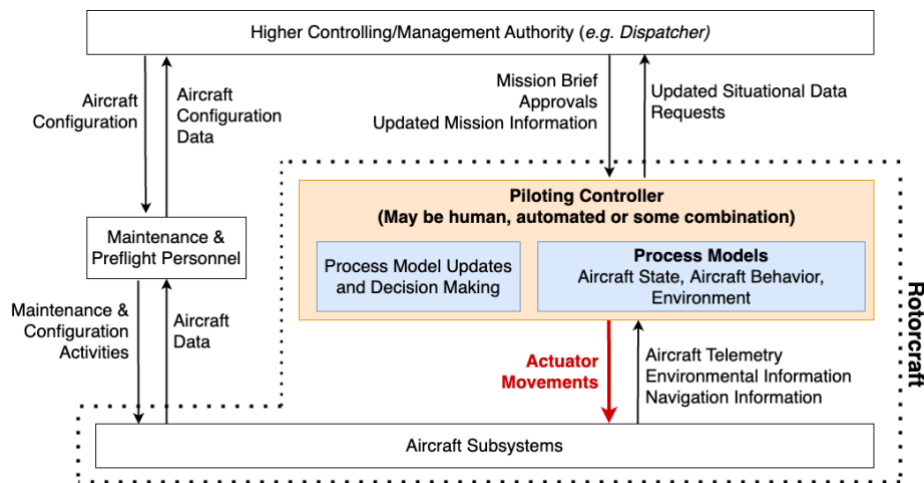 Higher Controlling/Management Authority (e.g. Dispatcher)
Aircraft
Configuration
Aircraft
Configuration
Data
Mission Brief
Approvals
Updated Mission Information
Updated Situational Data
Requests
Piloting Controller
(May be human, automated or some combination)
Maintenance &
Preflight Personnel
Process Model Updates
and Decision Making
Process Models
Aircraft State, Aircraft Behavior,
Environment
Rotorcraft
Maintenance &
Configuration
Activities
Aircraft
Data
Actuator
Movements
Aircraft Telemetry
Environmental Information
Navigation Information
Aircraft Subsystems